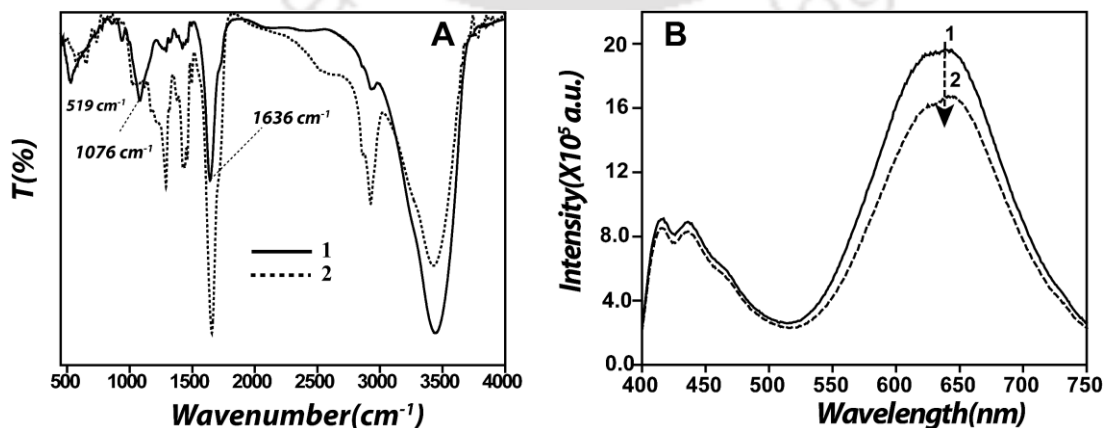 A
519 cm-1
1076 cm-1
1636 cm-1
1
2
T(%)
500 1000 1500 2000 2500 3000 3500 4000
Wavenumber(cm-1)
B
1
2
20
16
12
8.0
4.0
0.0
Intensity(X10⁵ a.u.)
400 450 500 550 600 650 700 750
Wavelength(nm)